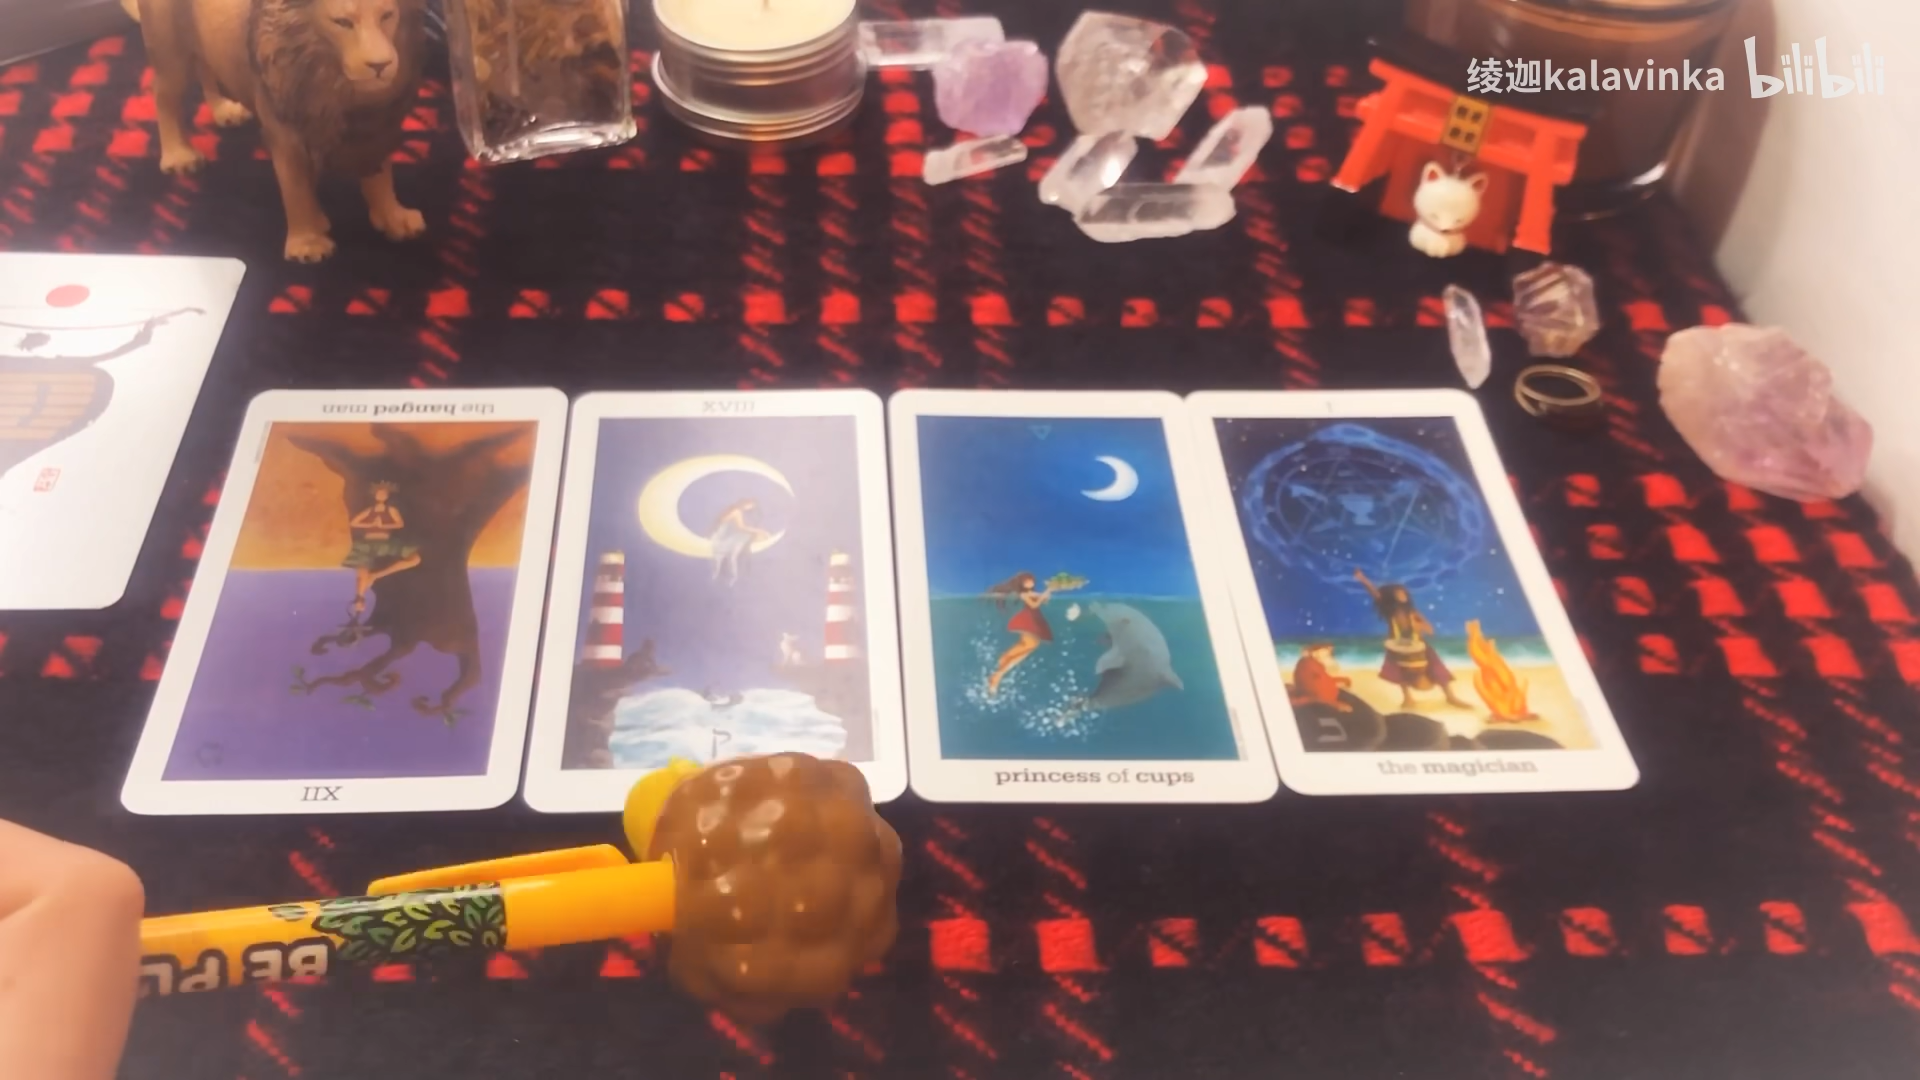 绫迦kalavinka bilibili
the hanged man
XVIII
I
princess of cups
the magician
XII
BE PL